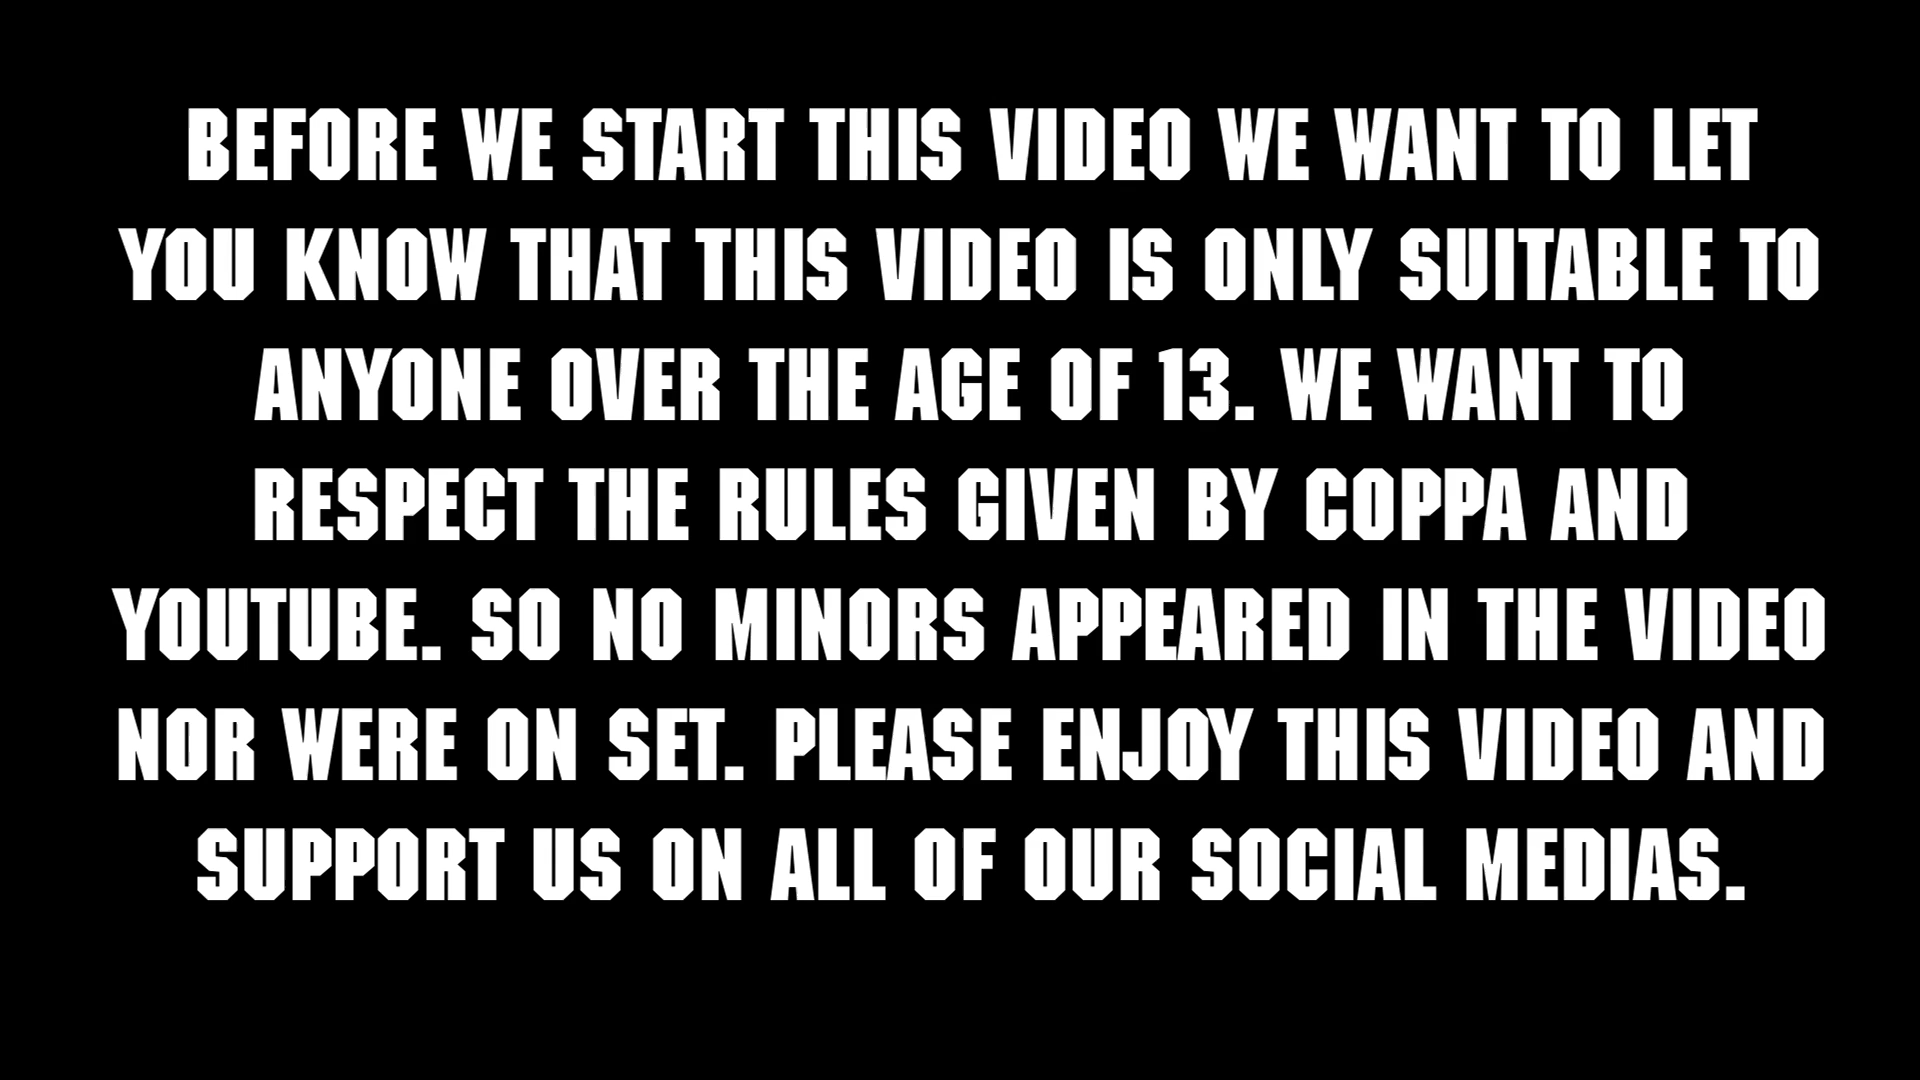 BEFORE WE START THIS VIDEO WE WANT TO LET
YOU KNOW THAT THIS VIDEO IS ONLY SUITABLE TO
ANYONE OVER THE AGE OF 13. WE WANT TO
RESPECT THE RULES GIVEN BY COPPA AND
YOUTUBE. SO NO MINORS APPEARED IN THE VIDEO
NOR WERE ON SET. PLEASE ENJOY THIS VIDEO AND
SUPPORT US ON ALL OF OUR SOCIAL MEDIAS.